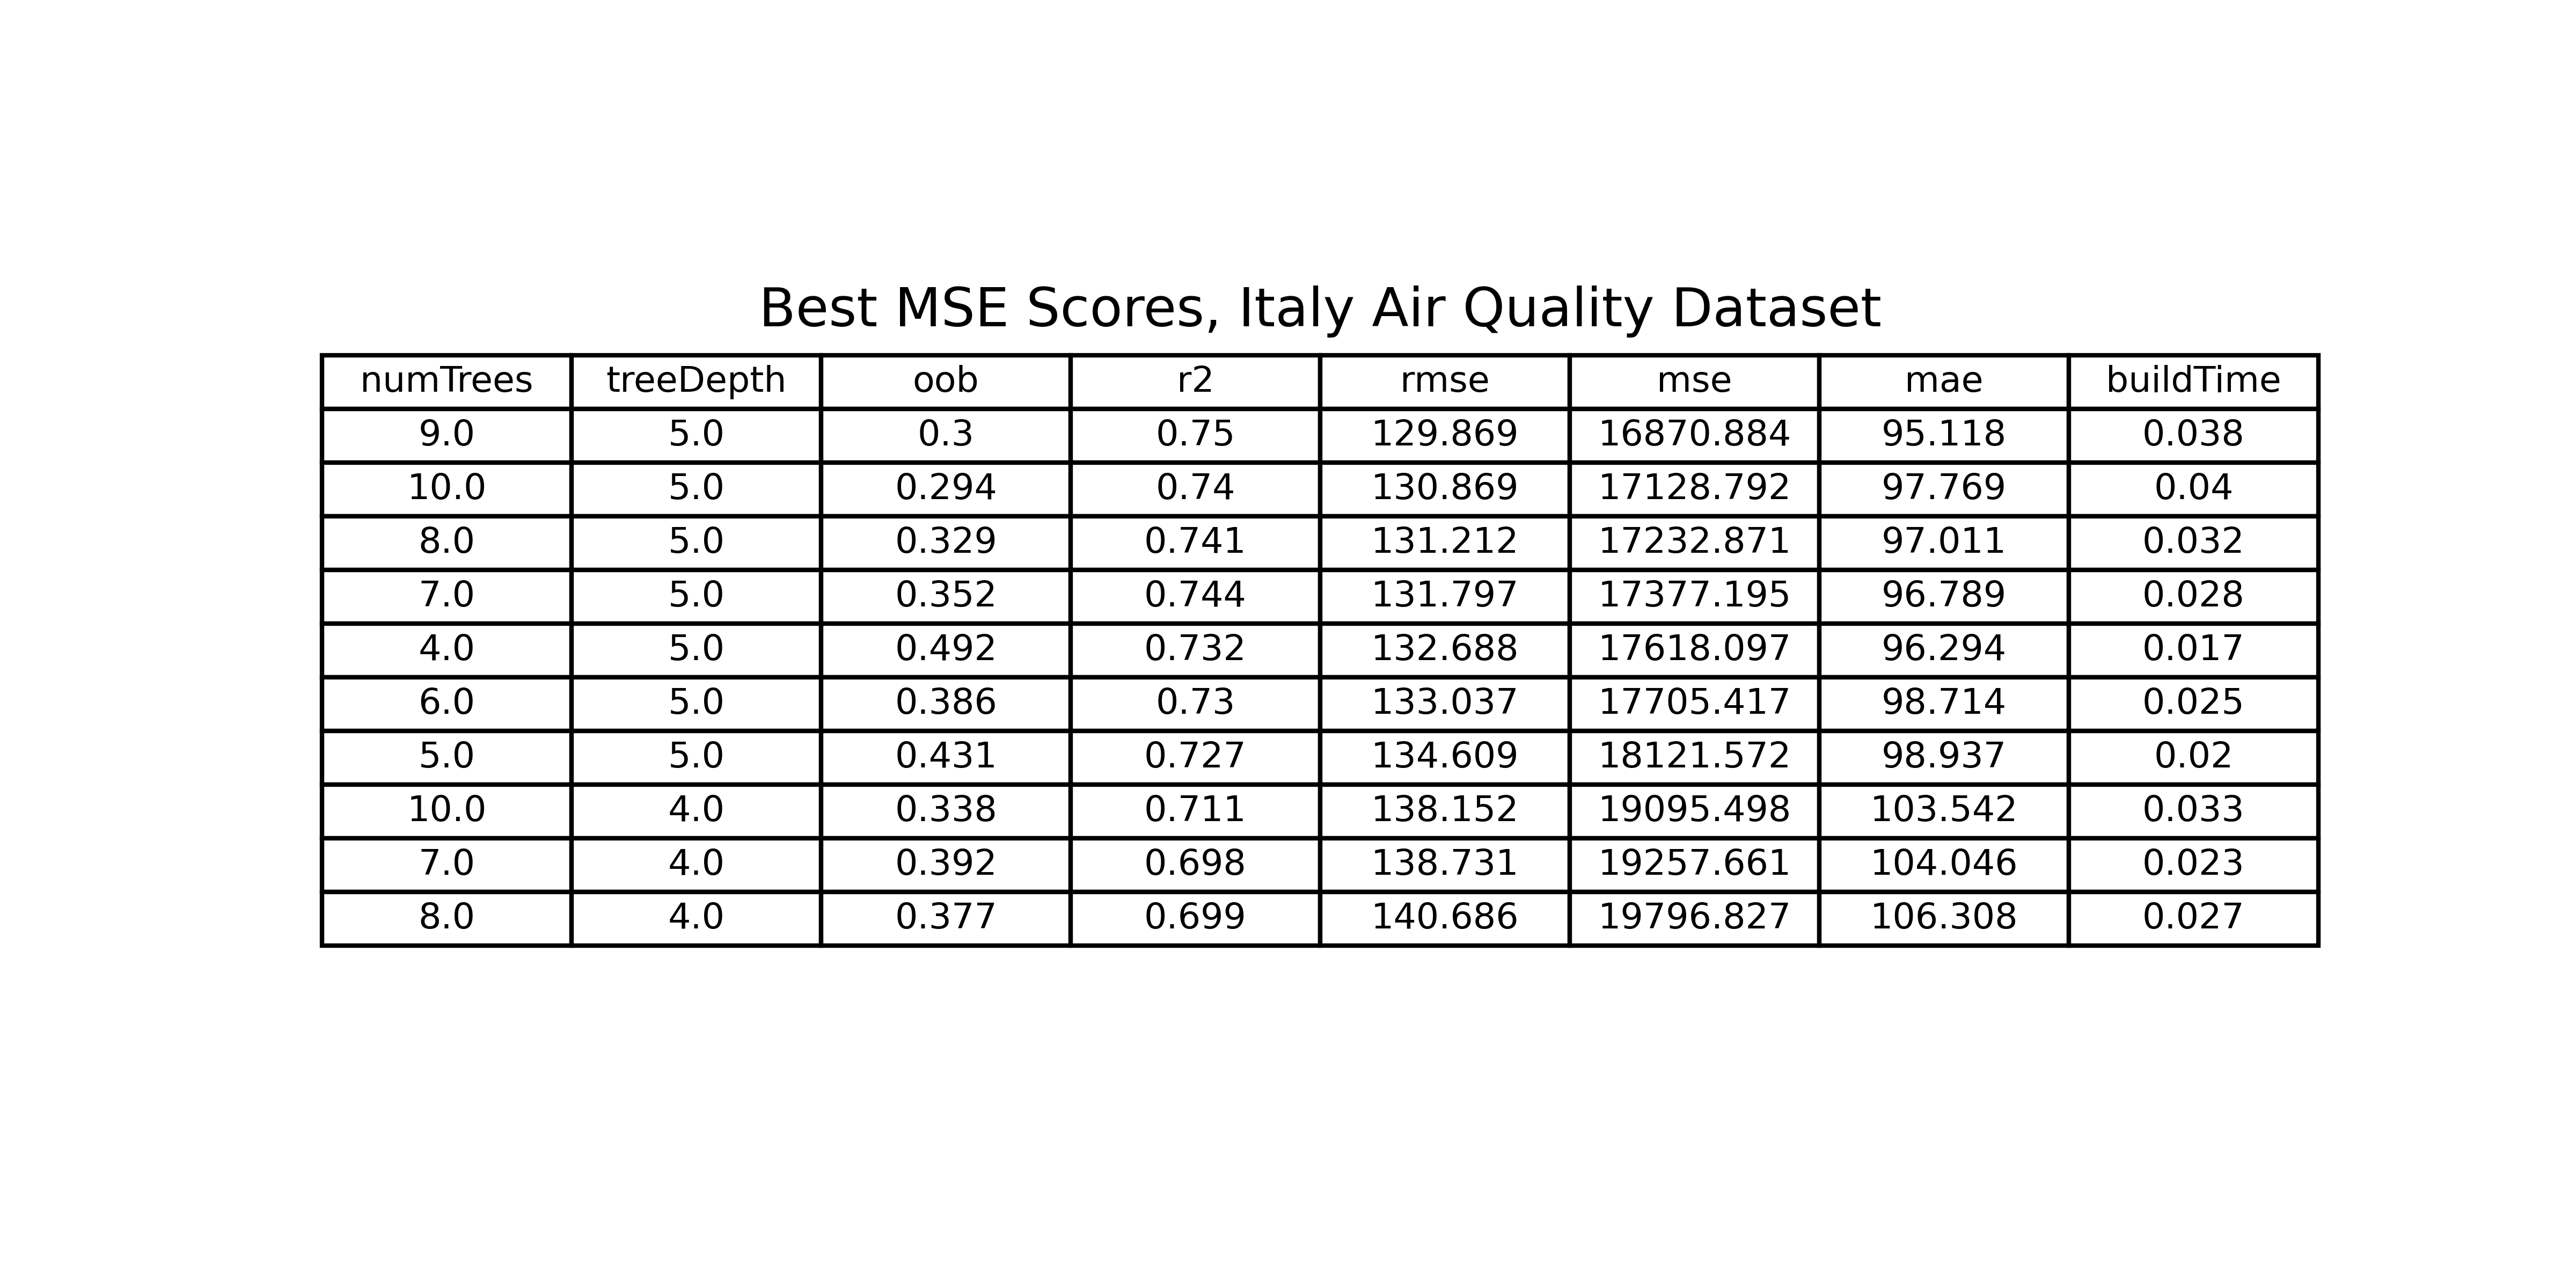 Best MSE Scores, Italy Air Quality Dataset
numTrees treeDepth oob r2 rmse mse mae buildTime
9.0 5.0 0.3 0.75 129.869 16870.884 95.118 0.038
10.0 5.0 0.294 0.74 130.869 17128.792 97.769 0.04
8.0 5.0 0.329 0.741 131.212 17232.871 97.011 0.032
7.0 5.0 0.352 0.744 131.797 17377.195 96.789 0.028
4.0 5.0 0.492 0.732 132.688 17618.097 96.294 0.017
6.0 5.0 0.386 0.73 133.037 17705.417 98.714 0.025
5.0 5.0 0.431 0.727 134.609 18121.572 98.937 0.02
10.0 4.0 0.338 0.711 138.152 19095.498 103.542 0.033
7.0 4.0 0.392 0.698 138.731 19257.661 104.046 0.023
8.0 4.0 0.377 0.699 140.686 19796.827 106.308 0.027